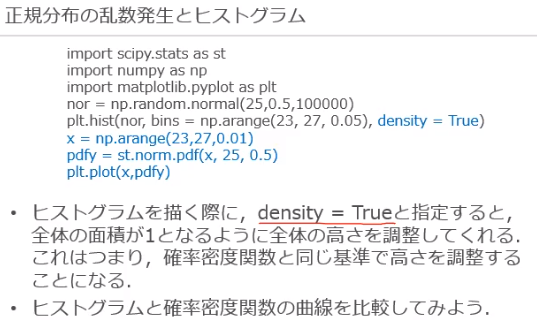 正規分布の乱数発生とヒストグラム
import scipy.stats as st
import numpy as np
import matplotlib.pyplot as plt
nor = np.random.normal(25,0.5,100000)
plt.hist(nor, bins = np.arange(23, 27, 0.05), density = True)
x = np.arange(23,27,0.01)
pdfy = st.norm.pdf(x, 25, 0.5)
plt.plot(x,pdfy)
• ヒストグラムを描く際に，density = Trueと指定すると，
全体の面積が1となるように全体の高さを調整してくれる．
これはつまり，確率密度関数と同じ基準で高さを調整する
ことになる．
• ヒストグラムと確率密度関数の曲線を比較してみよう．